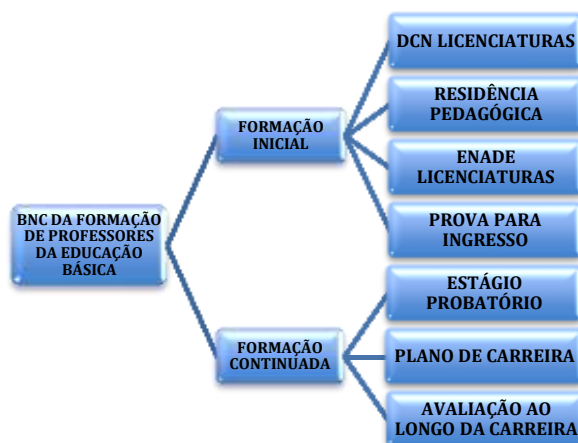 BNC DA FORMAÇÃO
DE PROFESSORES
DA EDUCAÇÃO
BÁSICA
FORMAÇÃO
INICIAL
DCN LICENCIATURAS
RESIDÊNCIA
PEDAGÓGICA
ENADE
LICENCIATURAS
PROVA PARA
INGRESSO
FORMAÇÃO
CONTINUADA
ESTÁGIO
PROBATÓRIO
PLANO DE CARREIRA
AVALIAÇÃO AO
LONGO DA CARREIRA